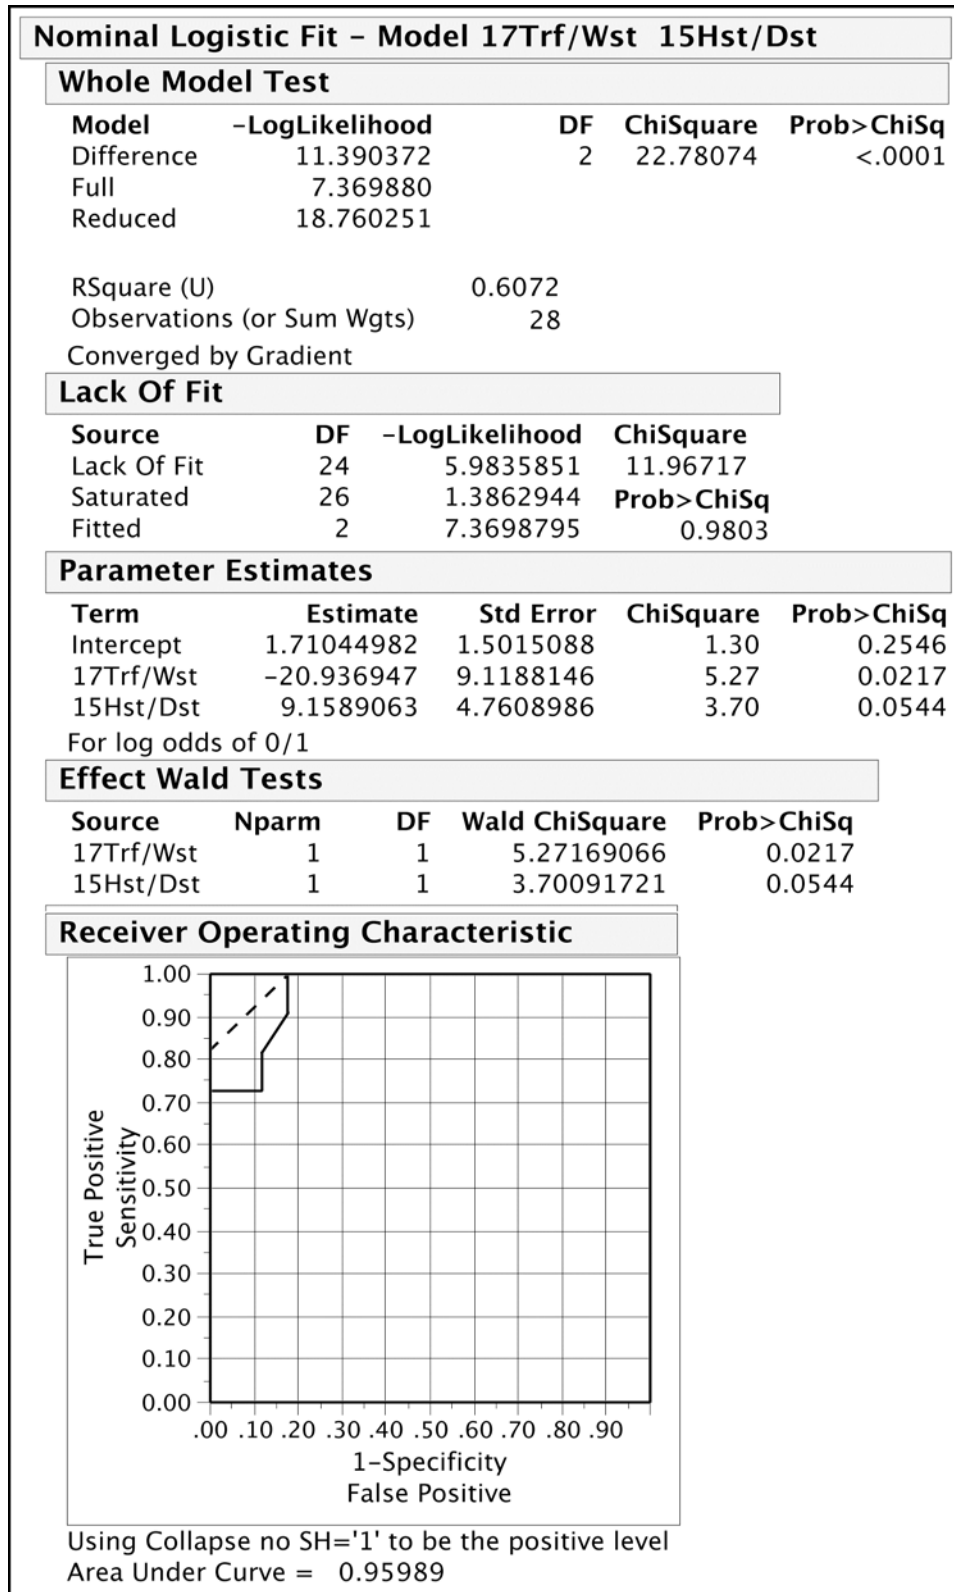 Nominal Logistic Fit – Model 17Trf/Wst 15Hst/Dst
Whole Model Test
Model –LogLikelihood DF ChiSquare Prob>ChiSq
Difference 11.390372 2 22.78074 <.0001
Full 7.369880
Reduced 18.760251
RSquare (U) 0.6072
Observations (or Sum Wgts) 28
Converged by Gradient
Lack Of Fit
Source DF –LogLikelihood ChiSquare
Lack Of Fit 24 5.9835851 11.96717
Saturated 26 1.3862944 Prob>ChiSq
Fitted 2 7.3698795 0.9803
Parameter Estimates
Term Estimate Std Error ChiSquare Prob>ChiSq
Intercept 1.71044982 1.5015088 1.30 0.2546
17Trf/Wst –20.936947 9.1188146 5.27 0.0217
15Hst/Dst 9.1589063 4.7608986 3.70 0.0544
For log odds of 0/1
Effect Wald Tests
Source Nparm DF Wald ChiSquare Prob>ChiSq
17Trf/Wst 1 1 5.27169066 0.0217
15Hst/Dst 1 1 3.70091721 0.0544
Receiver Operating Characteristic
True Positive
Sensitivity
1.00
0.90
0.80
0.70
0.60
0.50
0.40
0.30
0.20
0.10
0.00
.00 .10 .20 .30 .40 .50 .60 .70 .80 .90
1–Specificity
False Positive
Using Collapse no SH='1' to be the positive level
Area Under Curve = 0.95989